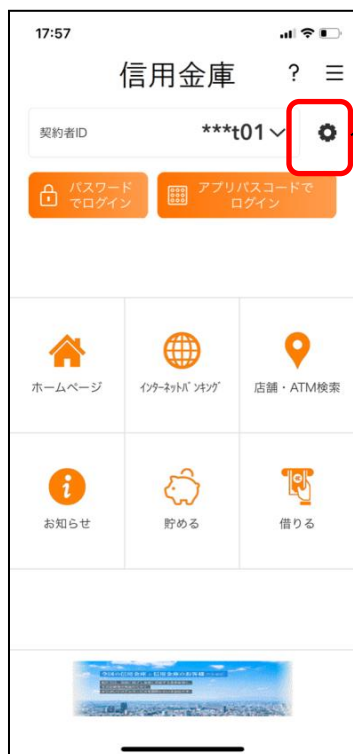 17:57
信用金庫 ? ☰
契約者ID ***t01
パスワード
でログイン
アプリパスコードで
ログイン
ホームページ
インターネットバンキング
店舗・ATM検索
お知らせ
貯める
借りる